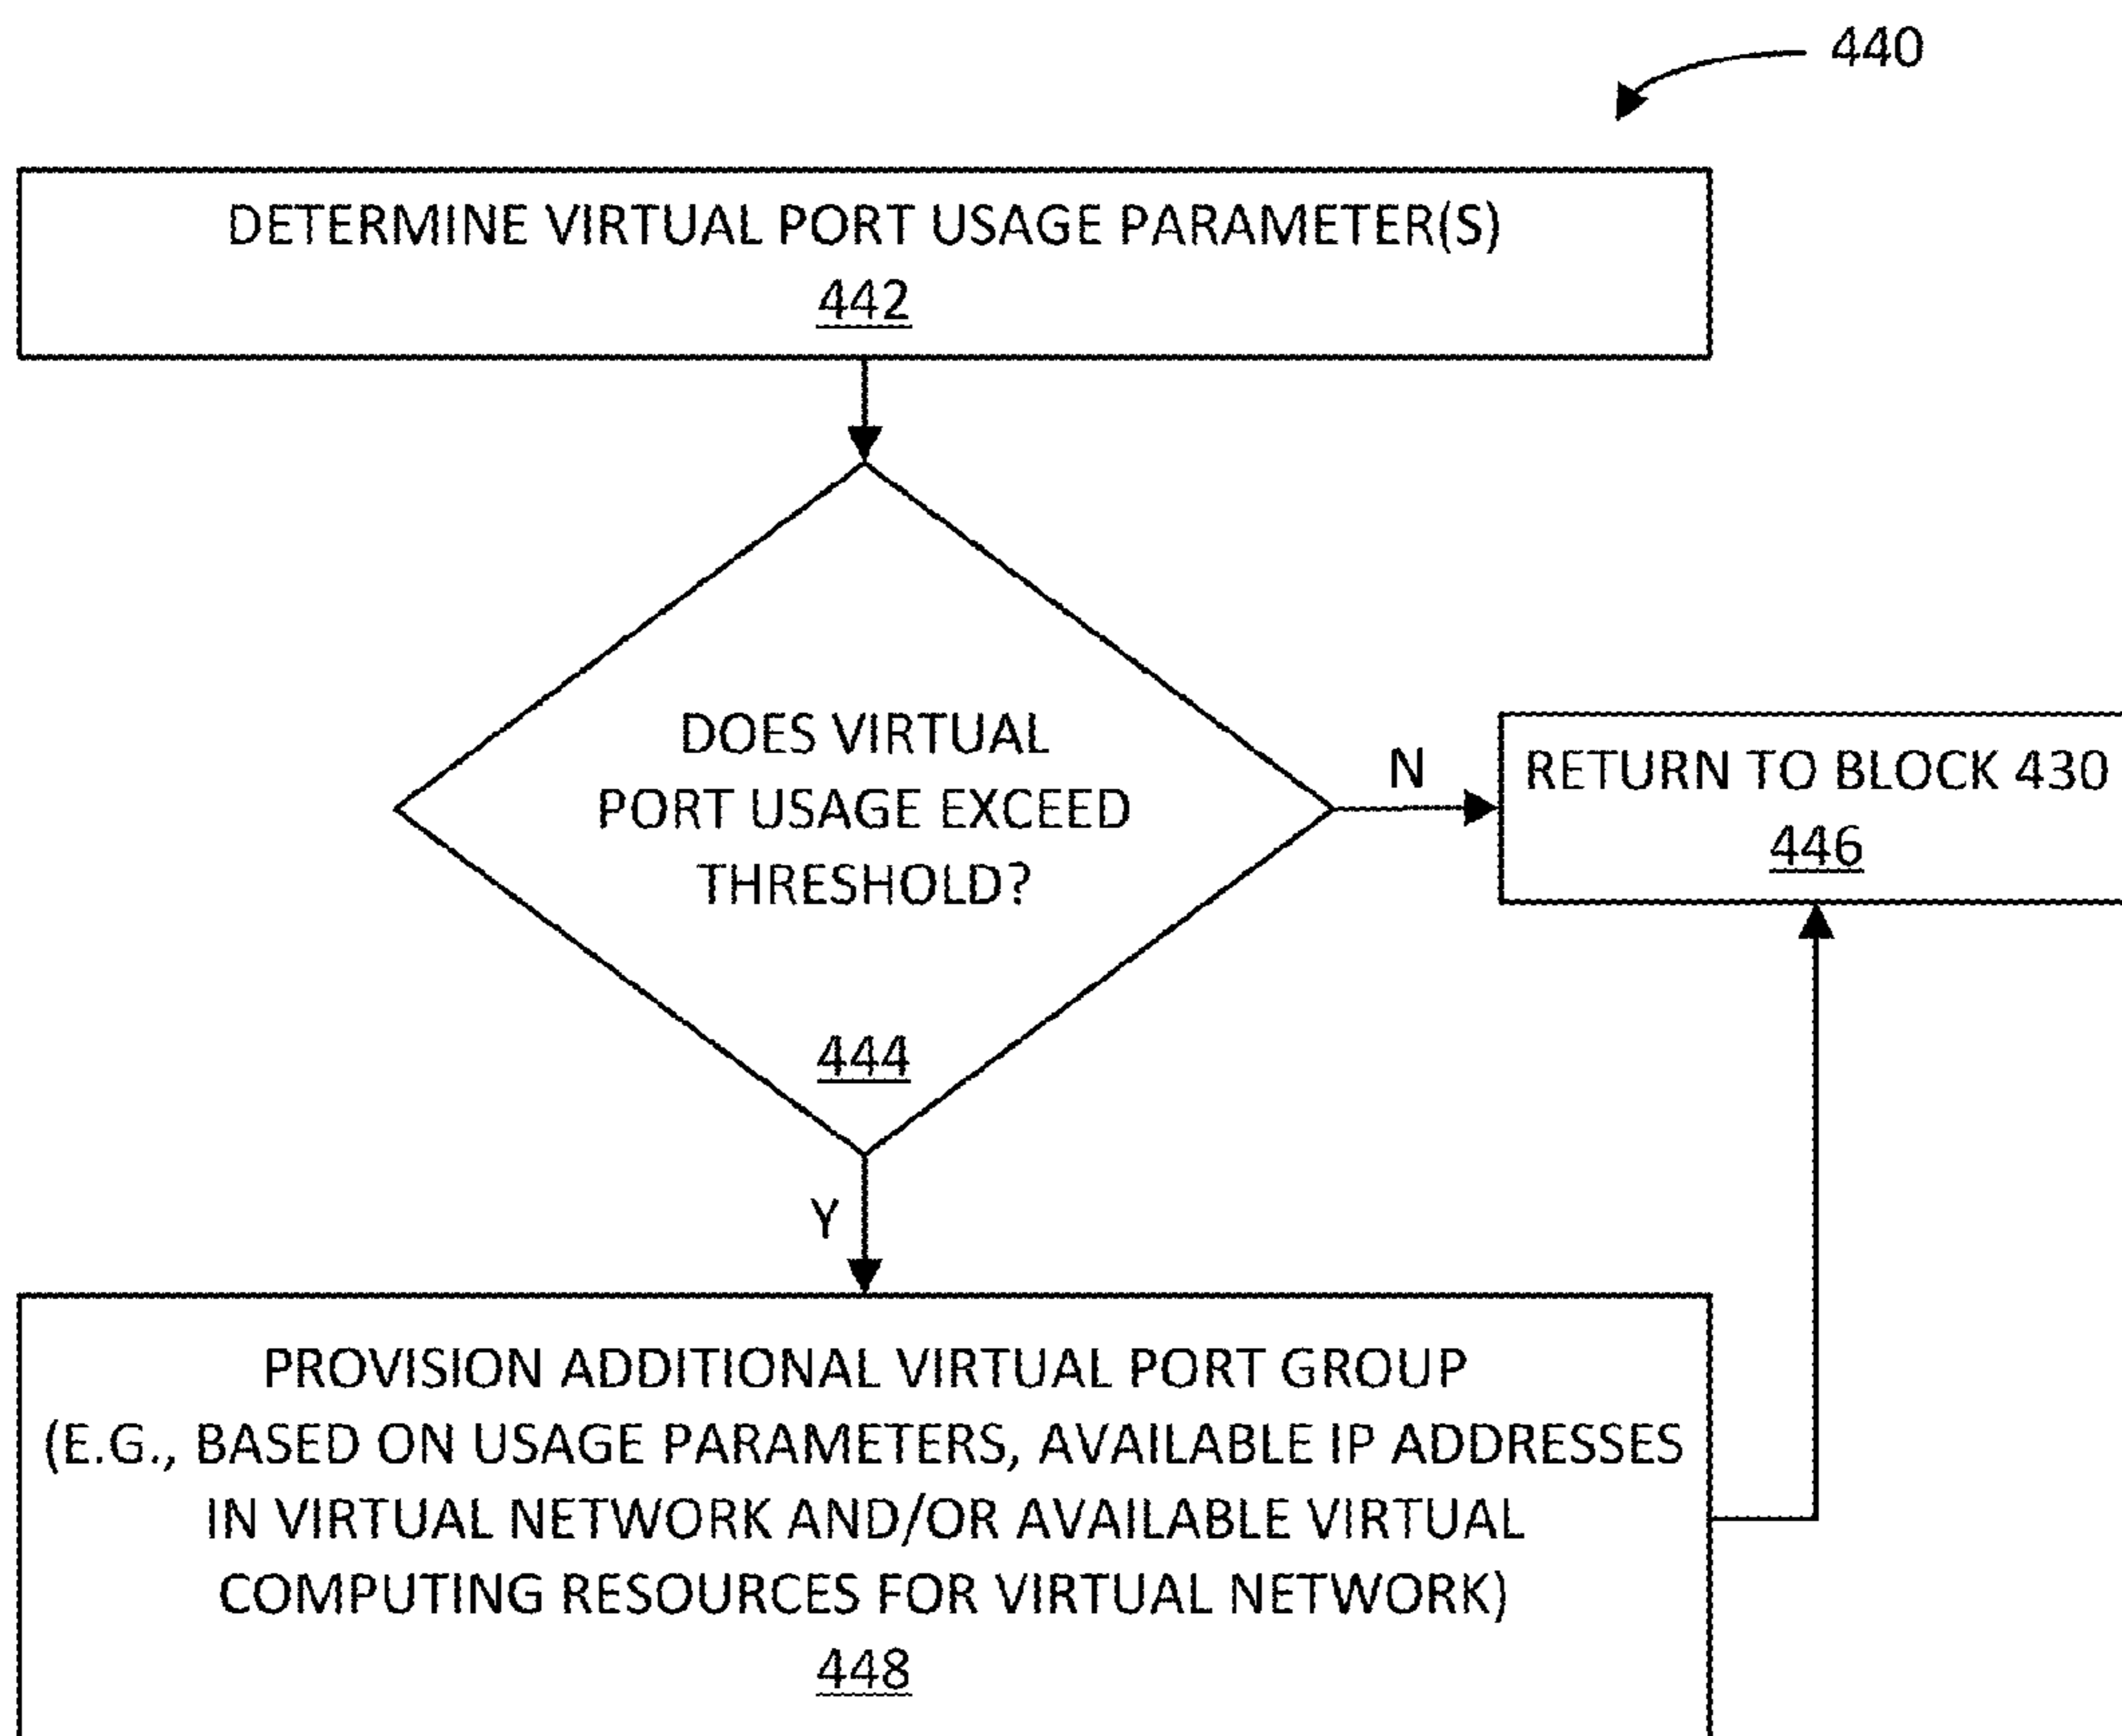 440
DETERMINE VIRTUAL PORT USAGE PARAMETER(S)
442
DOES VIRTUAL
PORT USAGE EXCEED
THRESHOLD?
444
N
RETURN TO BLOCK 430
446
Y
PROVISION ADDITIONAL VIRTUAL PORT GROUP
(E.G., BASED ON USAGE PARAMETERS, AVAILABLE IP ADDRESSES
IN VIRTUAL NETWORK AND/OR AVAILABLE VIRTUAL
COMPUTING RESOURCES FOR VIRTUAL NETWORK)
448